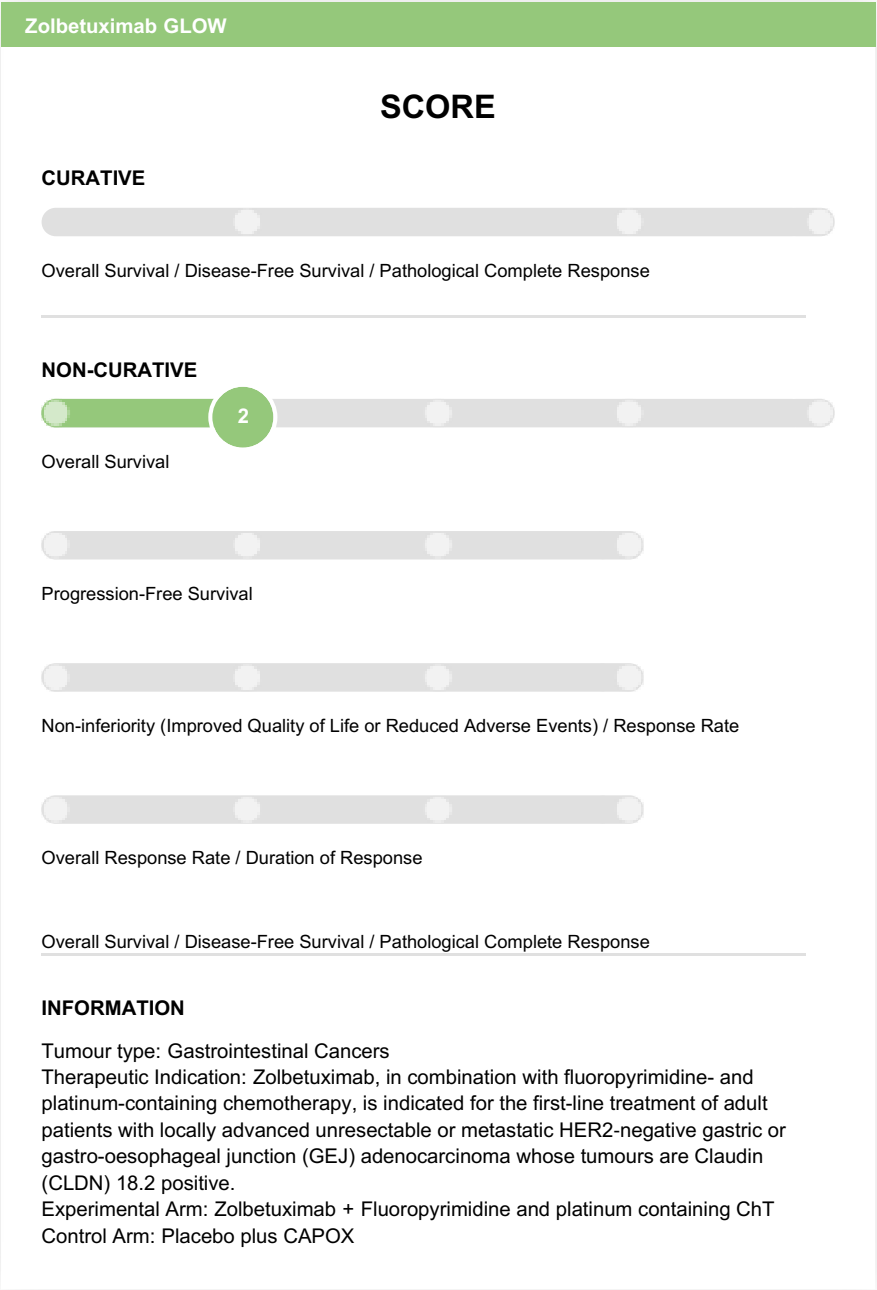 Zolbetuximab GLOW
SCORE
CURATIVE
Overall Survival / Disease-Free Survival / Pathological Complete Response
NON-CURATIVE
2
Overall Survival
Progression-Free Survival
Non-inferiority (Improved Quality of Life or Reduced Adverse Events) / Response Rate
Overall Response Rate / Duration of Response
Overall Survival / Disease-Free Survival / Pathological Complete Response
INFORMATION
Tumour type: Gastrointestinal Cancers
Therapeutic Indication: Zolbetuximab, in combination with fluoropyrimidine- and
platinum-containing chemotherapy, is indicated for the first-line treatment of adult
patients with locally advanced unresectable or metastatic HER2-negative gastric or
gastro-oesophageal junction (GEJ) adenocarcinoma whose tumours are Claudin
(CLDN) 18.2 positive.
Experimental Arm: Zolbetuximab + Fluoropyrimidine and platinum containing ChT
Control Arm: Placebo plus CAPOX